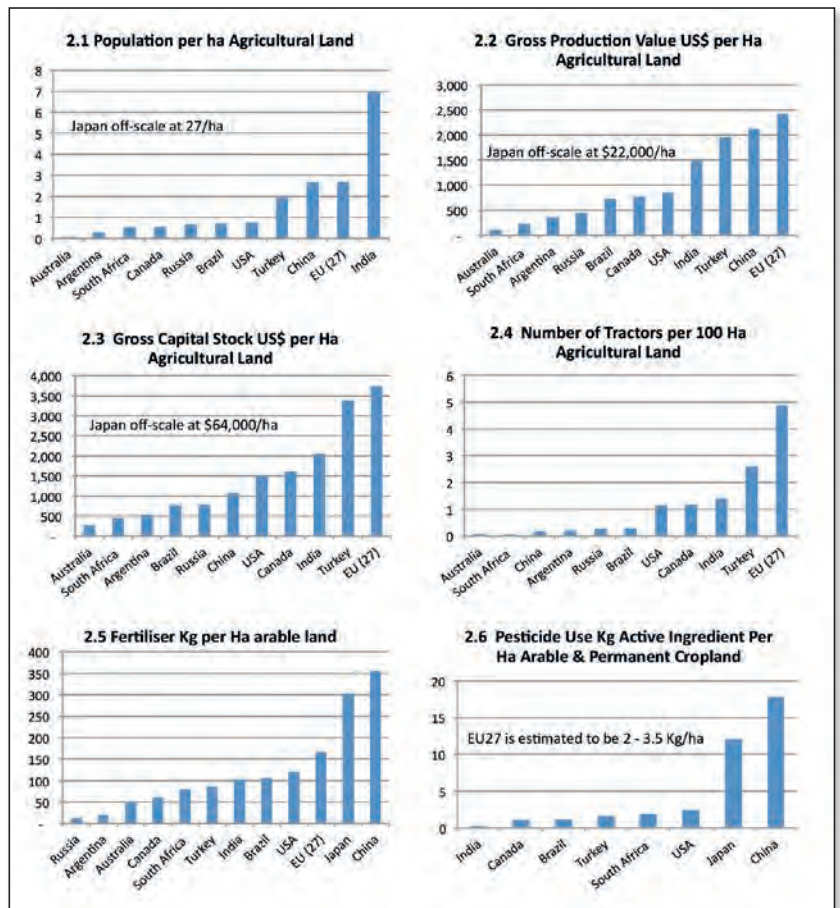 2.1 Population per ha Agricultural Land
8
7
6
5
4
3
2
1
0
Japan off-scale at 27/ha
Australia
Argentina
South Africa
Canada
Russia
Brazil
USA
Turkey
China
EU (27)
India
2.2 Gross Production Value US$ per Ha
Agricultural Land
3,000
2,500
2,000
1,500
1,000
500
-
Japan off-scale at $22,000/ha
Australia
South Africa
Argentina
Russia
Brazil
Canada
USA
India
Turkey
China
EU (27)
2.3 Gross Capital Stock US$ per Ha
Agricultural Land
4,000
3,500
3,000
2,500
2,000
1,500
1,000
500
-
Japan off-scale at $64,000/ha
Australia
South Africa
Argentina
Brazil
Russia
China
USA
Canada
India
Turkey
EU (27)
2.4 Number of Tractors per 100 Ha
Agricultural Land
6
5
4
3
2
1
0
Australia
South Africa
China
Argentina
Russia
Brazil
USA
Canada
India
Turkey
EU (27)
2.5 Fertiliser Kg per Ha arable land
400
350
300
250
200
150
100
50
-
Russia
Argentina
Australia
Canada
South Africa
Turkey
India
Brazil
USA
EU (27)
Japan
China
2.6 Pesticide Use Kg Active Ingredient Per
Ha Arable & Permanent Cropland
20
15
10
5
0
EU27 is estimated to be 2 - 3.5 Kg/ha
India
Canada
Brazil
Turkey
South Africa
USA
Japan
China